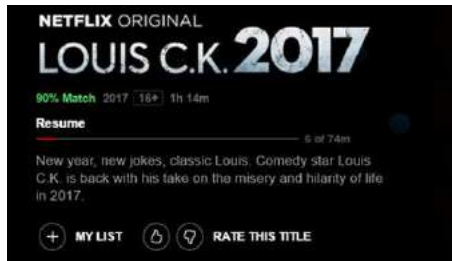 NETFLIX ORIGINAL
LOUIS C.K. 2017
90% Match 2017 16+ 1h 14m
Resume
6 of 74m
New year, new jokes, classic Louis. Comedy star Louis
C.K. is back with his take on the misery and hilarity of life
in 2017.
MY LIST RATE THIS TITLE